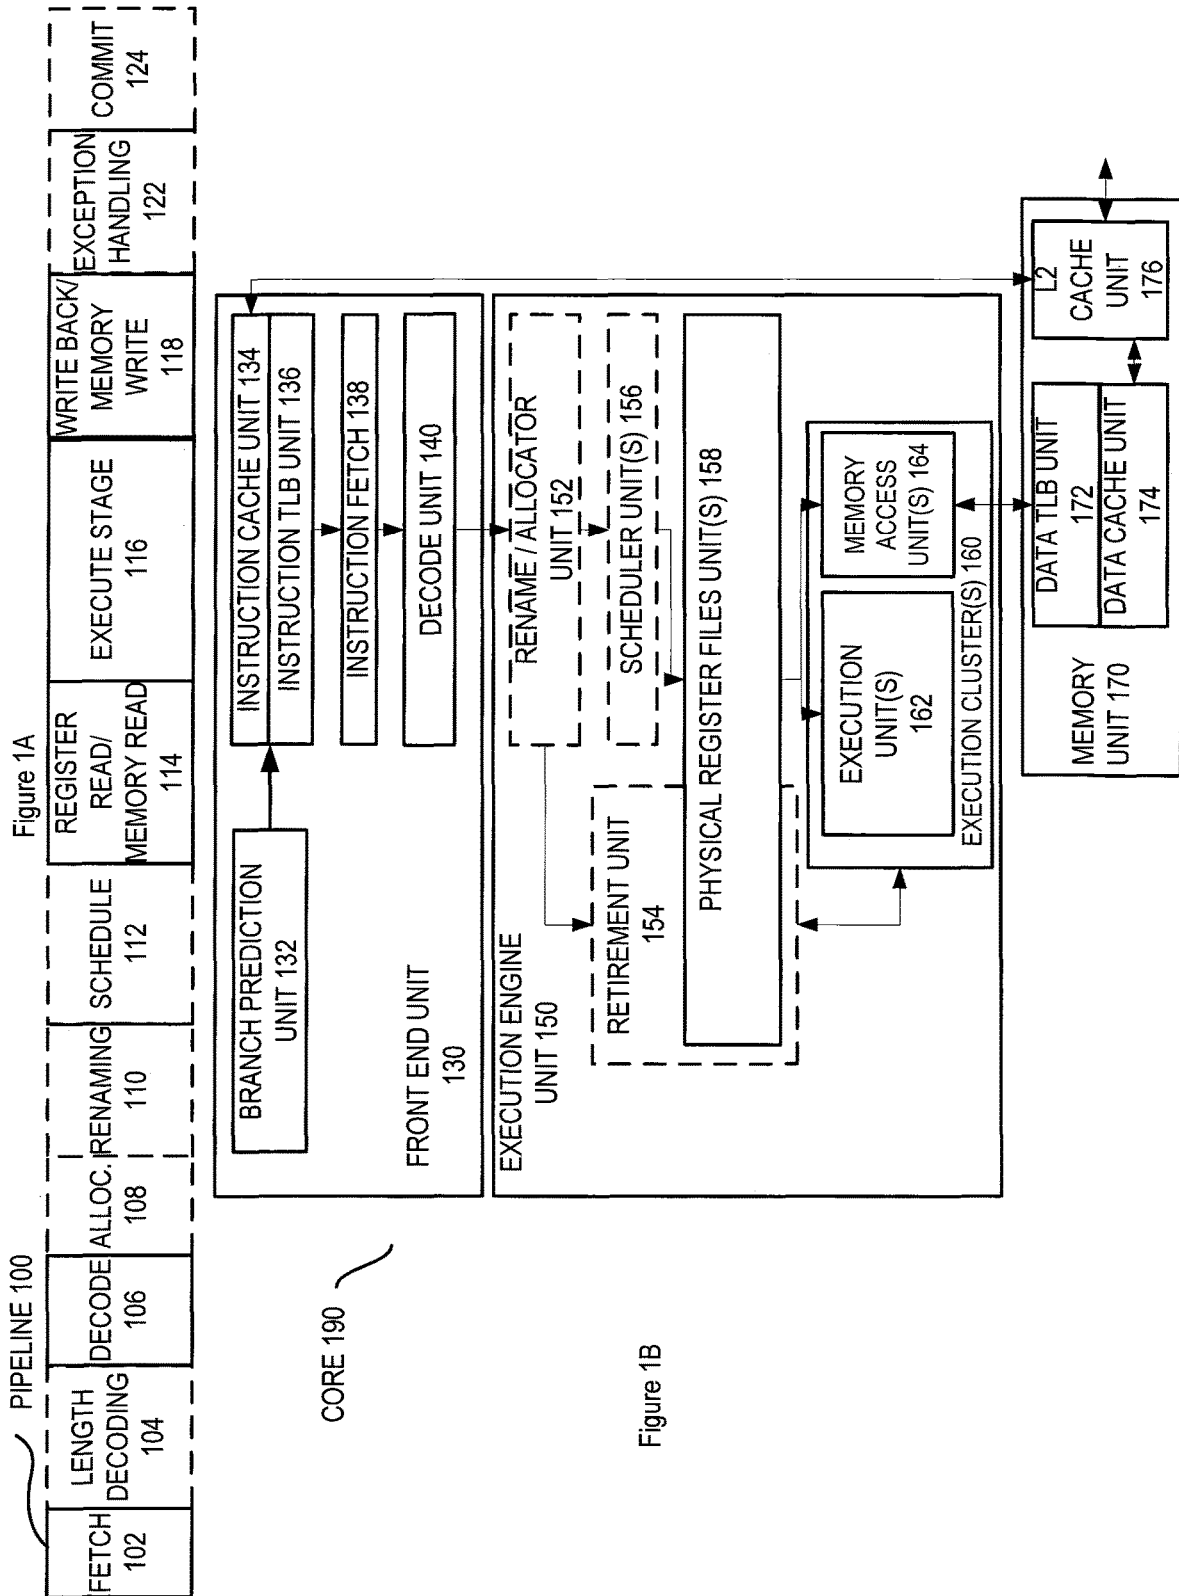 Figure 1A
PIPELINE 100
FETCH
102
LENGTH
DECODING
104
DECODE
106
ALLOC.
108
RENAMING
110
SCHEDULE
112
REGISTER
READ/
MEMORY READ
114
EXECUTE STAGE
116
WRITE BACK/
MEMORY
WRITE
118
EXCEPTION
HANDLING
122
COMMIT
124
CORE 190
BRANCH PREDICTION
UNIT 132
INSTRUCTION CACHE UNIT 134
INSTRUCTION TLB UNIT 136
INSTRUCTION FETCH 138
DECODE UNIT 140
FRONT END UNIT
130
EXECUTION ENGINE
UNIT 150
RENAME / ALLOCATOR
UNIT 152
SCHEDULER UNIT(S) 156
RETIREMENT UNIT
154
PHYSICAL REGISTER FILES UNIT(S) 158
EXECUTION
UNIT(S)
162
MEMORY
ACCESS
UNIT(S) 164
EXECUTION CLUSTER(S) 160
MEMORY
UNIT 170
DATA TLB UNIT
172
DATA CACHE UNIT
174
L2
CACHE
UNIT
176
Figure 1B